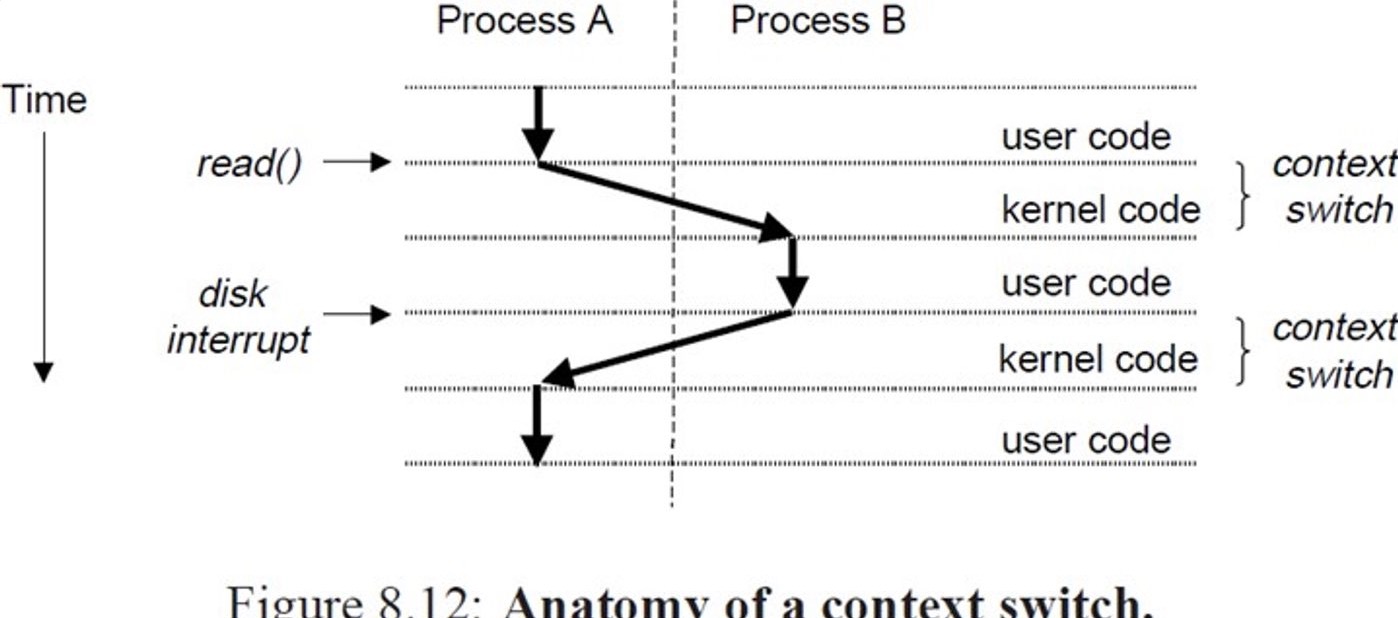 Process A
Process B
Time
user code
read()
context
switch
kernel code
user code
disk
interrupt
context
switch
kernel code
user code
Figure 8.12: Anatomy of a context switch.